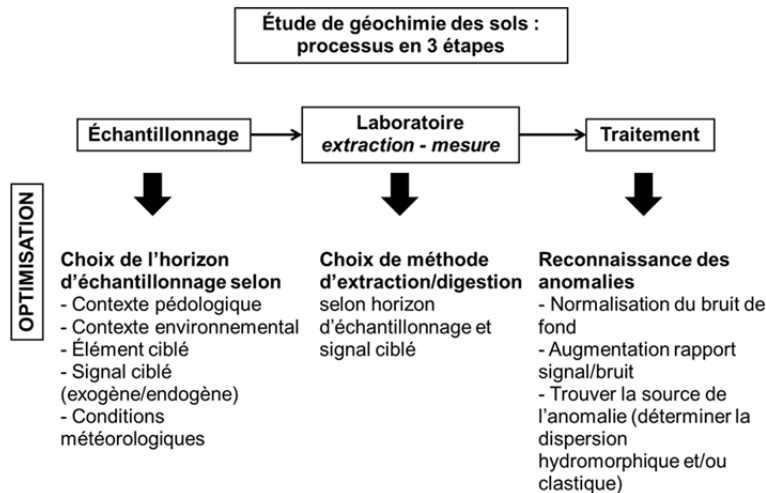 Étude de géochimie des sols :
processus en 3 étapes
Échantillonnage
Laboratoire
extraction - mesure
Traitement
OPTIMISATION
Choix de l'horizon
d'échantillonnage selon
- Contexte pédologique
- Contexte environnemental
- Élément ciblé
- Signal ciblé
(exogène/endogène)
- Conditions
météorologiques
Choix de méthode
d'extraction/digestion
selon horizon
d'échantillonnage et
signal ciblé
Reconnaissance des
anomalies
- Normalisation du bruit de
fond
- Augmentation rapport
signal/bruit
- Trouver la source de
l'anomalie (déterminer la
dispersion
hydromorphique et/ou
clastique)